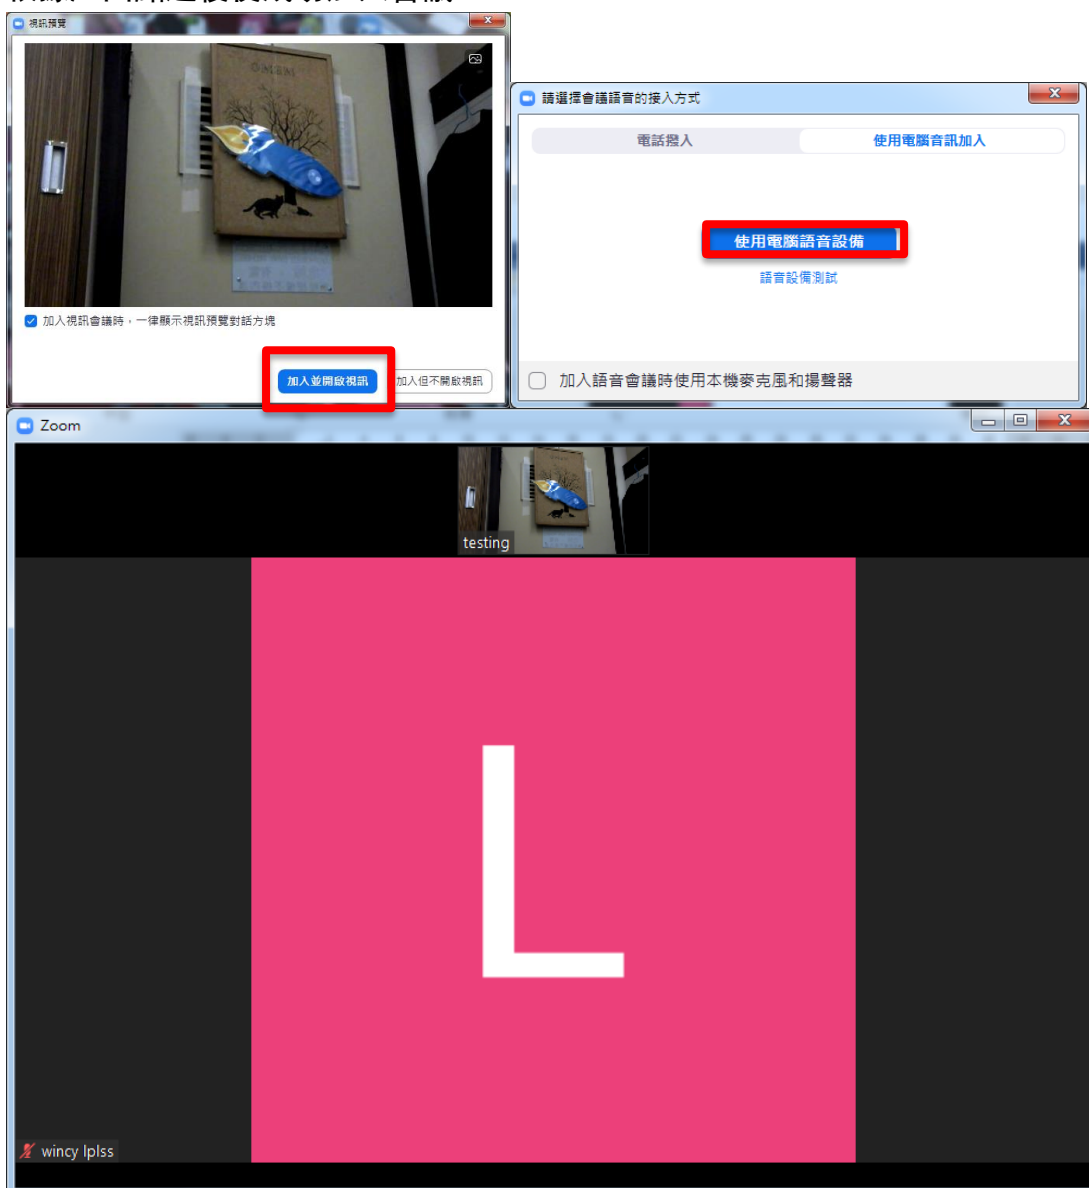 視訊預覽
加入視訊會議時，一律顯示視訊預覽對話方塊
加入並開啟視訊
加入但不開啟視訊
請選擇會議語音的接入方式
電話撥入
使用電腦音訊加入
使用電腦語音設備
語音設備測試
加入語音會議時使用本機麥克風和揚聲器
Zoom
testing
L
wincy lplss